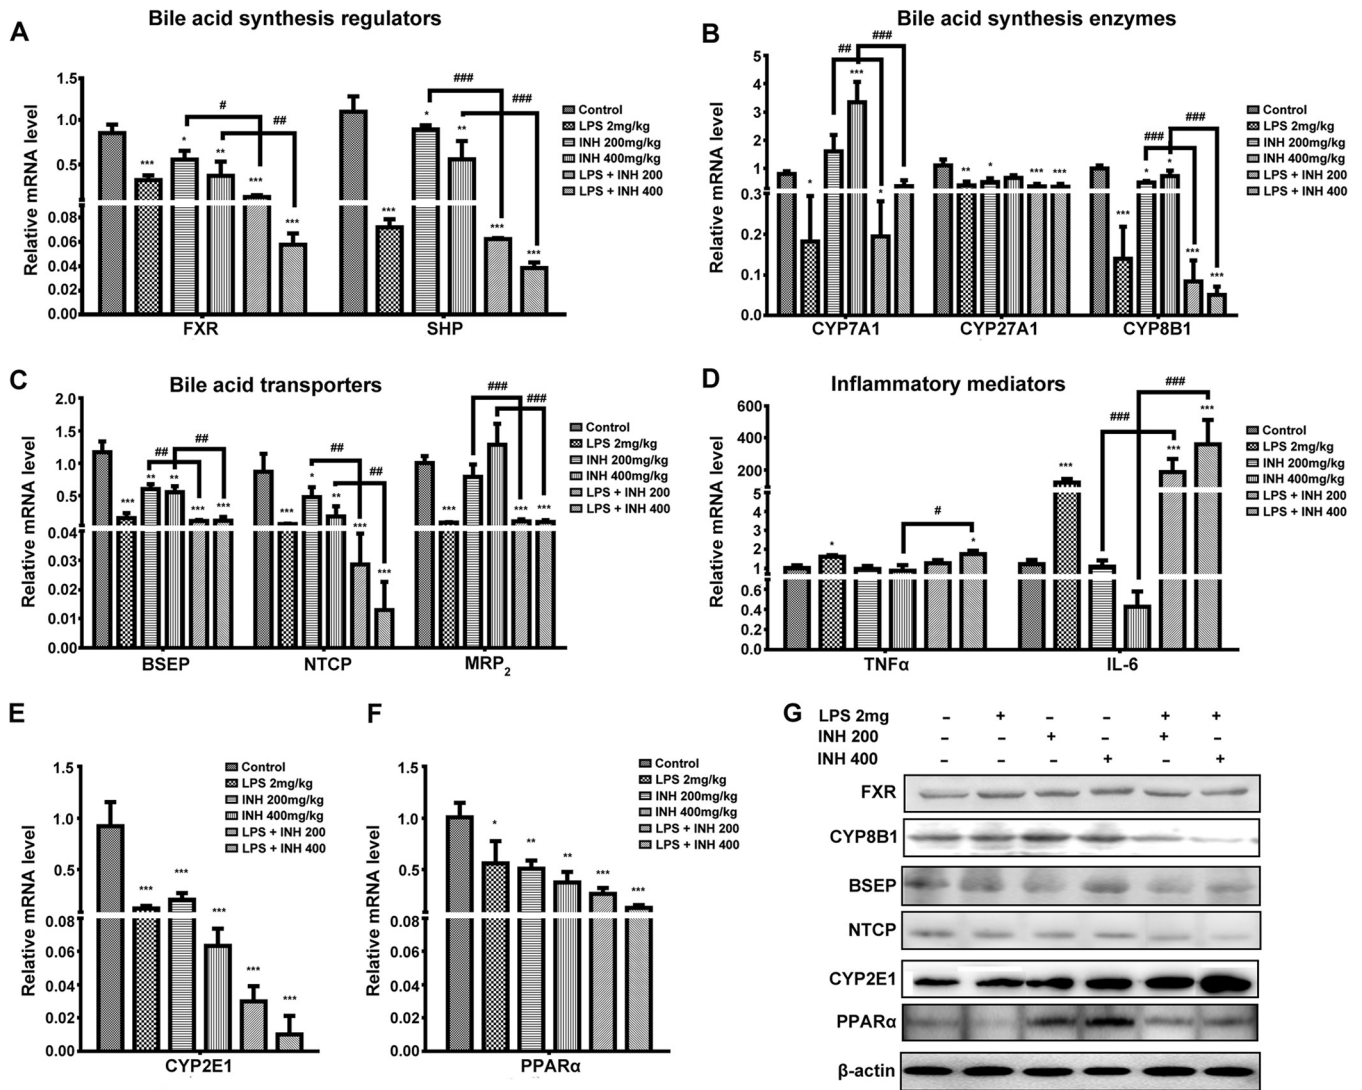 A
Bile acid synthesis regulators
Relative mRNA level
1.5
1.0
0.5
0.08
0.06
0.04
0.02
0.00
***
*
**
***
***
#
##
***
*
**
***
***
###
###
FXR
SHP
Control
LPS 2mg/kg
INH 200mg/kg
INH 400mg/kg
LPS + INH 200
LPS + INH 400
B
Bile acid synthesis enzymes
Relative mRNA level
5
4
3
2
1
0.3
0.2
0.1
0.0
*
***
*
##
###
**
*
***
***
***
*
*
***
***
###
###
CYP7A1
CYP27A1
CYP8B1
Control
LPS 2mg/kg
INH 200mg/kg
INH 400mg/kg
LPS + INH 200
LPS + INH 400
C
Bile acid transporters
Relative mRNA level
2.0
1.5
1.0
0.5
0.04
0.03
0.02
0.01
0.00
***
**
**
***
***
##
##
***
*
**
***
***
##
##
***
***
***
###
###
BSEP
NTCP
MRP2
Control
LPS 2mg/kg
INH 200mg/kg
INH 400mg/kg
LPS + INH 200
LPS + INH 400
D
Inflammatory mediators
Relative mRNA level
600
400
200
5
4
3
2
1
0.6
0.4
0.2
0.0
*
#
*
***
###
***
###
***
TNFα
IL-6
Control
LPS 2mg/kg
INH 200mg/kg
INH 400mg/kg
LPS + INH 200
LPS + INH 400
E
Relative mRNA level
1.5
1.0
0.5
0.08
0.06
0.04
0.02
0.00
***
***
***
***
***
CYP2E1
Control
LPS 2mg/kg
INH 200mg/kg
INH 400mg/kg
LPS + INH 200
LPS + INH 400
F
Relative mRNA level
1.5
1.0
0.5
0.08
0.06
0.04
0.02
0.00
*
**
**
***
***
PPARα
Control
LPS 2mg/kg
INH 200mg/kg
INH 400mg/kg
LPS + INH 200
LPS + INH 400
G
LPS 2mg – + – – + +
INH 200 – – + – + –
INH 400 – – – + – +
FXR
CYP8B1
BSEP
NTCP
CYP2E1
PPARα
β-actin